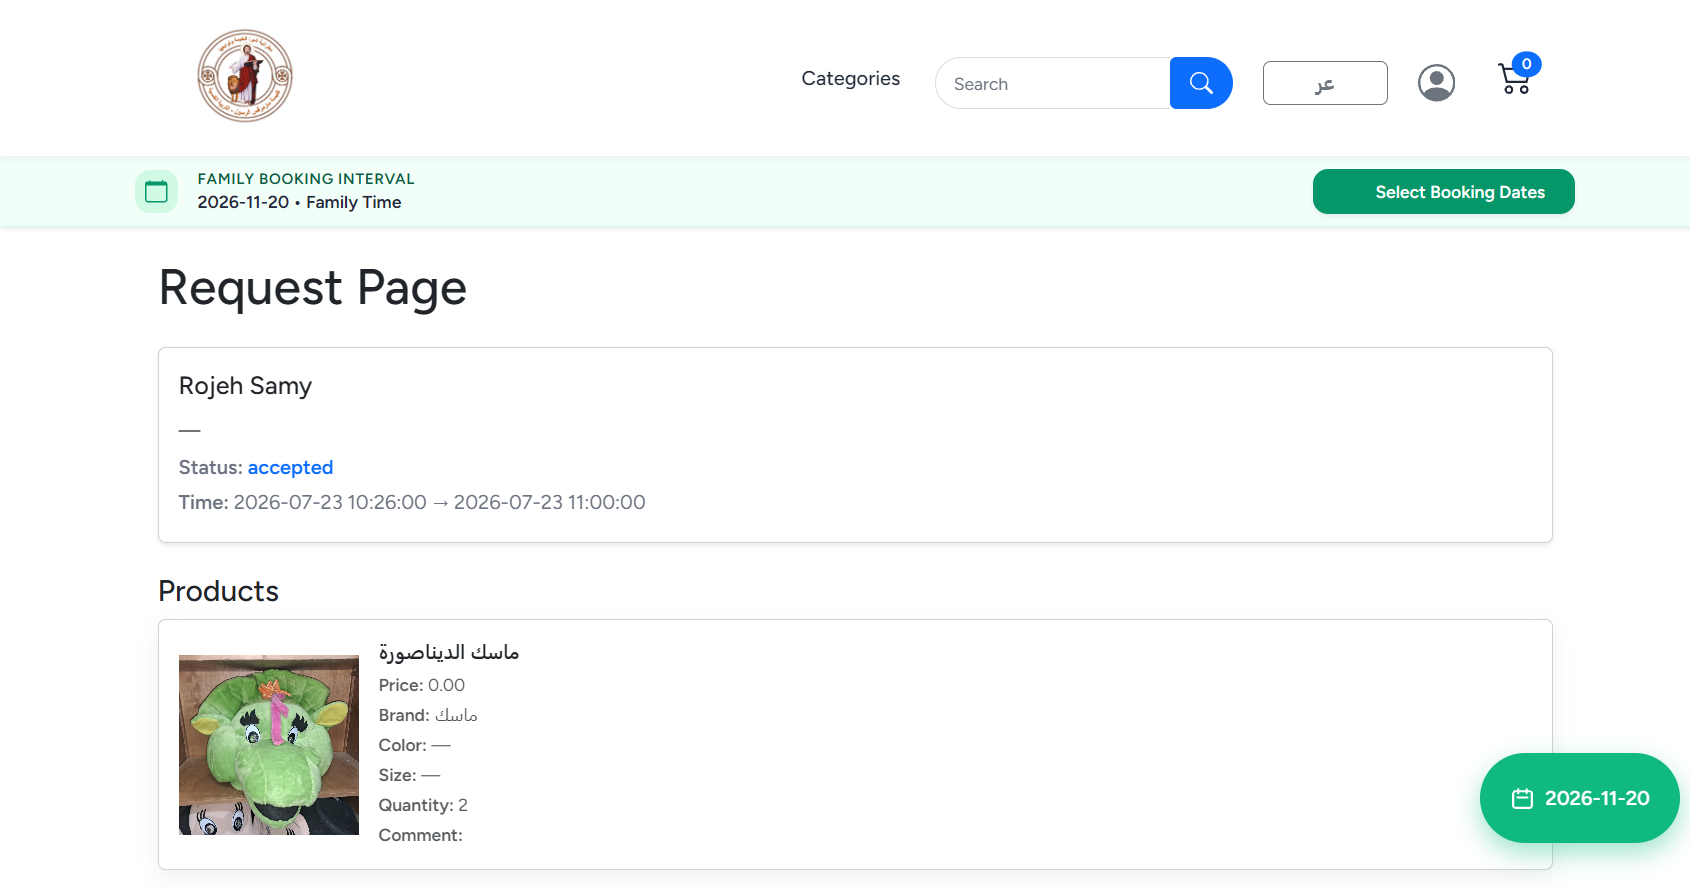 Categories
Search
عر
0
FAMILY BOOKING INTERVAL
2026-11-20 • Family Time
Select Booking Dates
Request Page
Rojeh Samy
—
Status: accepted
Time: 2026-07-23 10:26:00 → 2026-07-23 11:00:00
Products
ماسك الديناصورة
Price: 0.00
Brand: ماسك
Color: —
Size: —
Quantity: 2
Comment:
2026-11-20